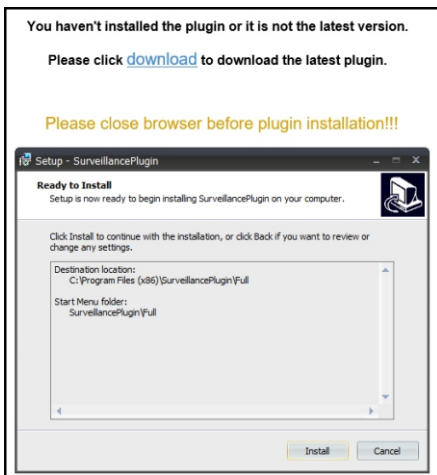 You haven't installed the plugin or it is not the latest version.
Please click download to download the latest plugin.
Please close browser before plugin installation!!!
Setup - SurveillancePlugin
Ready to Install
Setup is now ready to begin installing SurveillancePlugin on your computer.
Click Install to continue with the installation, or click Back if you want to review or
change any settings.
Destination location:
C:\Program Files (x86)\SurveillancePlugin\Full
Start Menu folder:
SurveillancePlugin\Full
Install
Cancel